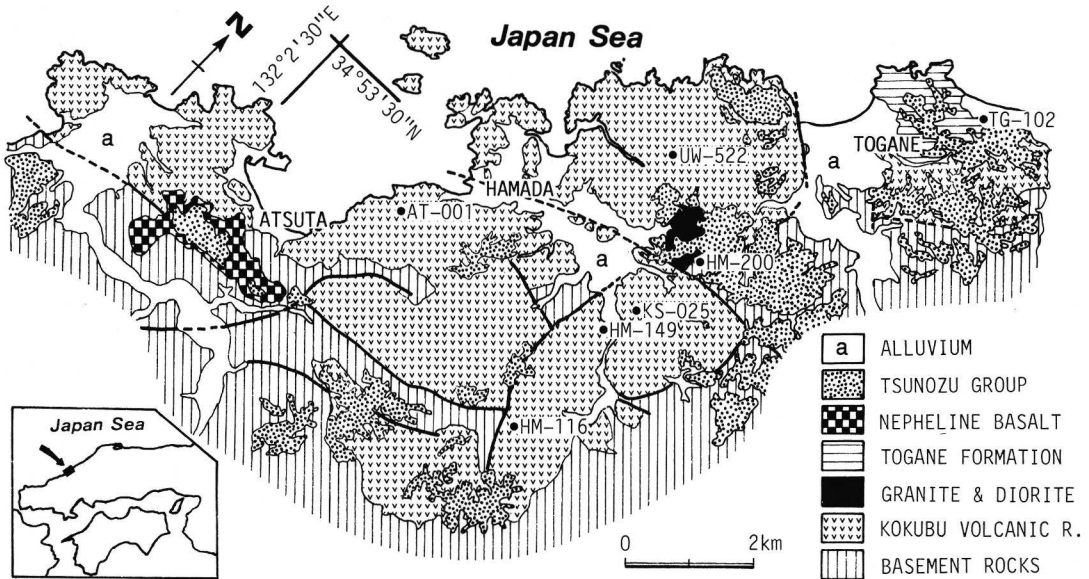 N
132°2'30"E
34°53'30"N
Japan Sea
a
ATSUTA
AT-001
HAMADA
UW-522
a
HM-200
KS-025
HM-149
HM-116
a
TOGANE
TG-102
a ALLUVIUM
TSUNOZU GROUP
NEPHELINE BASALT
TOGANE FORMATION
GRANITE & DIORITE
KOKUBU VOLCANIC R.
BASEMENT ROCKS
0 2km
Japan Sea